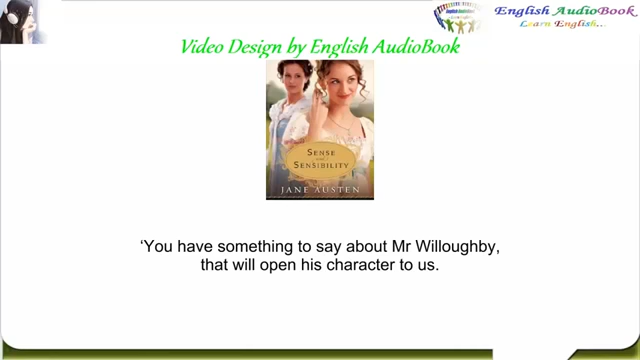 English AudioBook
Learn English...
Video Design by English AudioBook
SENSE
and
SENSIBILITY
JANE AUSTEN
‘You have something to say about Mr Willoughby,
that will open his character to us.